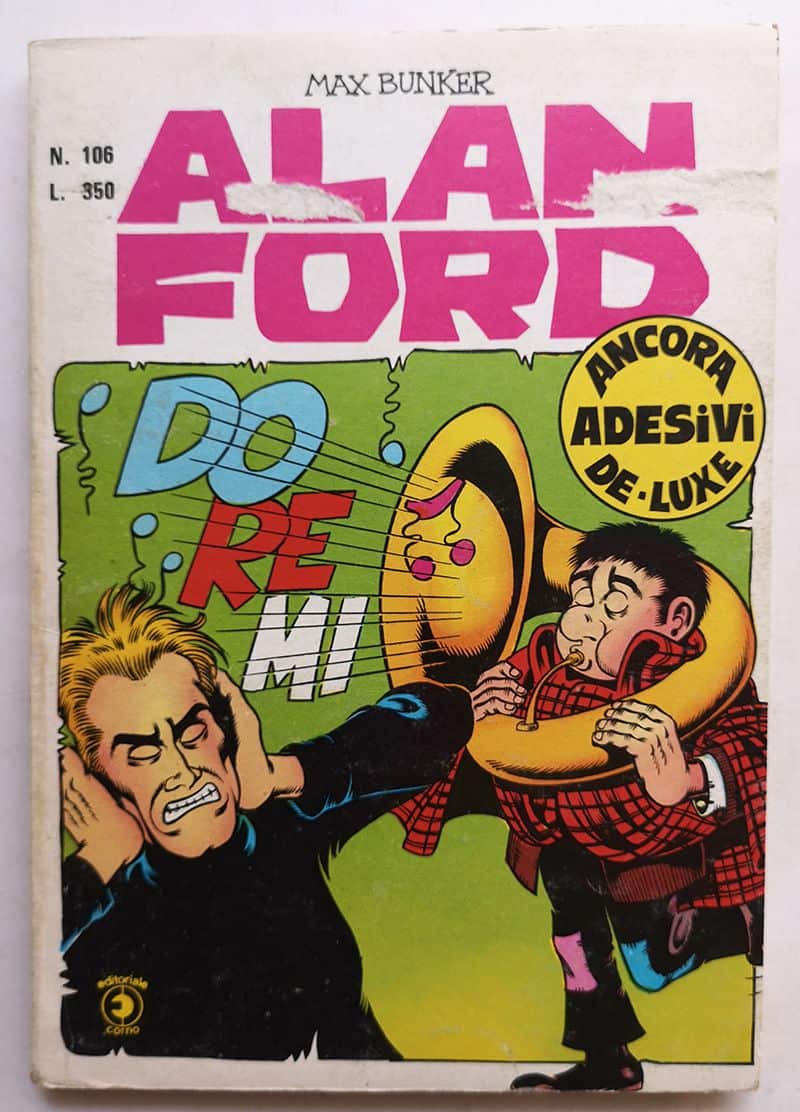 MAX BUNKER
N. 106
L. 350
ALAN
FORD
ANCORA
ADESiVi
DE-LUXE
DO
RE
MI
editoriale
corno